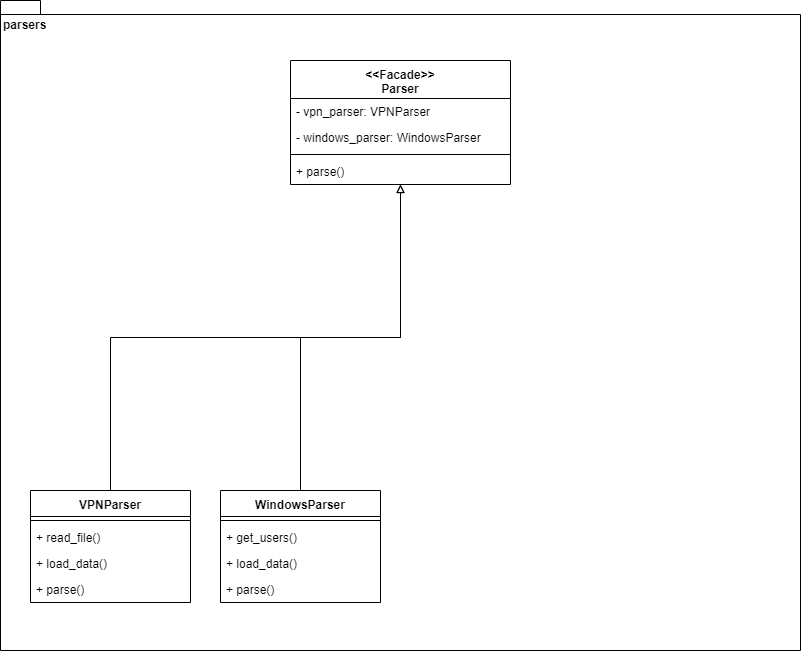 parsers
<<Facade>>
Parser
- vpn_parser: VPNParser
- windows_parser: WindowsParser
+ parse()
VPNParser
+ read_file()
+ load_data()
+ parse()
WindowsParser
+ get_users()
+ load_data()
+ parse()